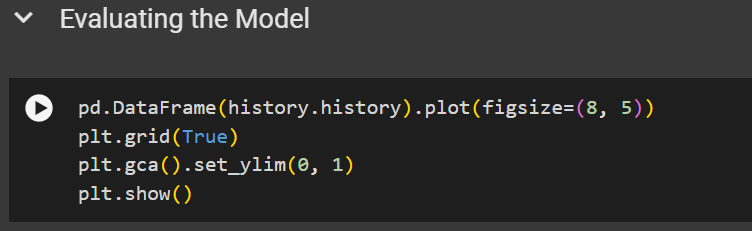 Evaluating the Model
pd.DataFrame(history.history).plot(figsize=(8, 5))
plt.grid(True)
plt.gca().set_ylim(0, 1)
plt.show()